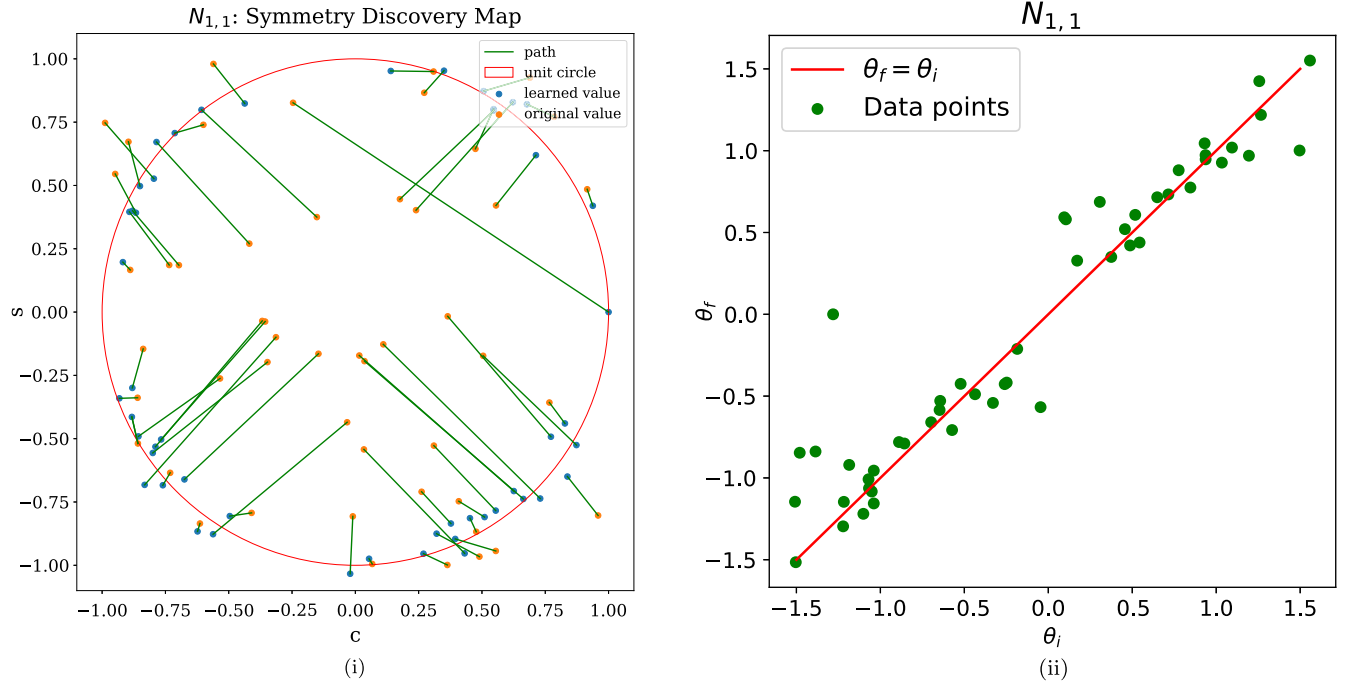 N1,1: Symmetry Discovery Map
1.00
0.75
0.50
0.25
0.00
−0.25
−0.50
−0.75
−1.00
s
path
unit circle
learned value
original value
−1.00 −0.75 −0.50 −0.25 0.00 0.25 0.50 0.75 1.00
c
(i)
N1,1
1.5
1.0
0.5
0.0
−0.5
−1.0
−1.5
θf
θf = θi
Data points
−1.5 −1.0 −0.5 0.0 0.5 1.0 1.5
θi
(ii)